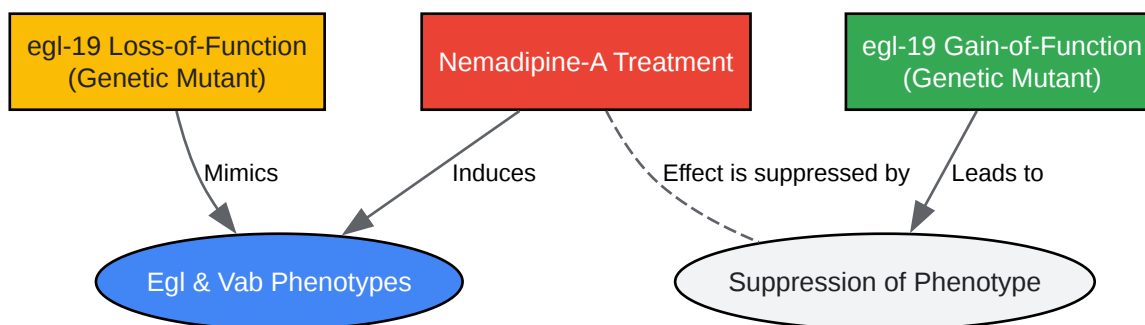 egl-19 Loss-of-Function
(Genetic Mutant)
Nemadipine-A Treatment
egl-19 Gain-of-Function
(Genetic Mutant)
Mimics
Induces
Effect is suppressed by
Leads to
Egl & Vab Phenotypes
Suppression of Phenotype